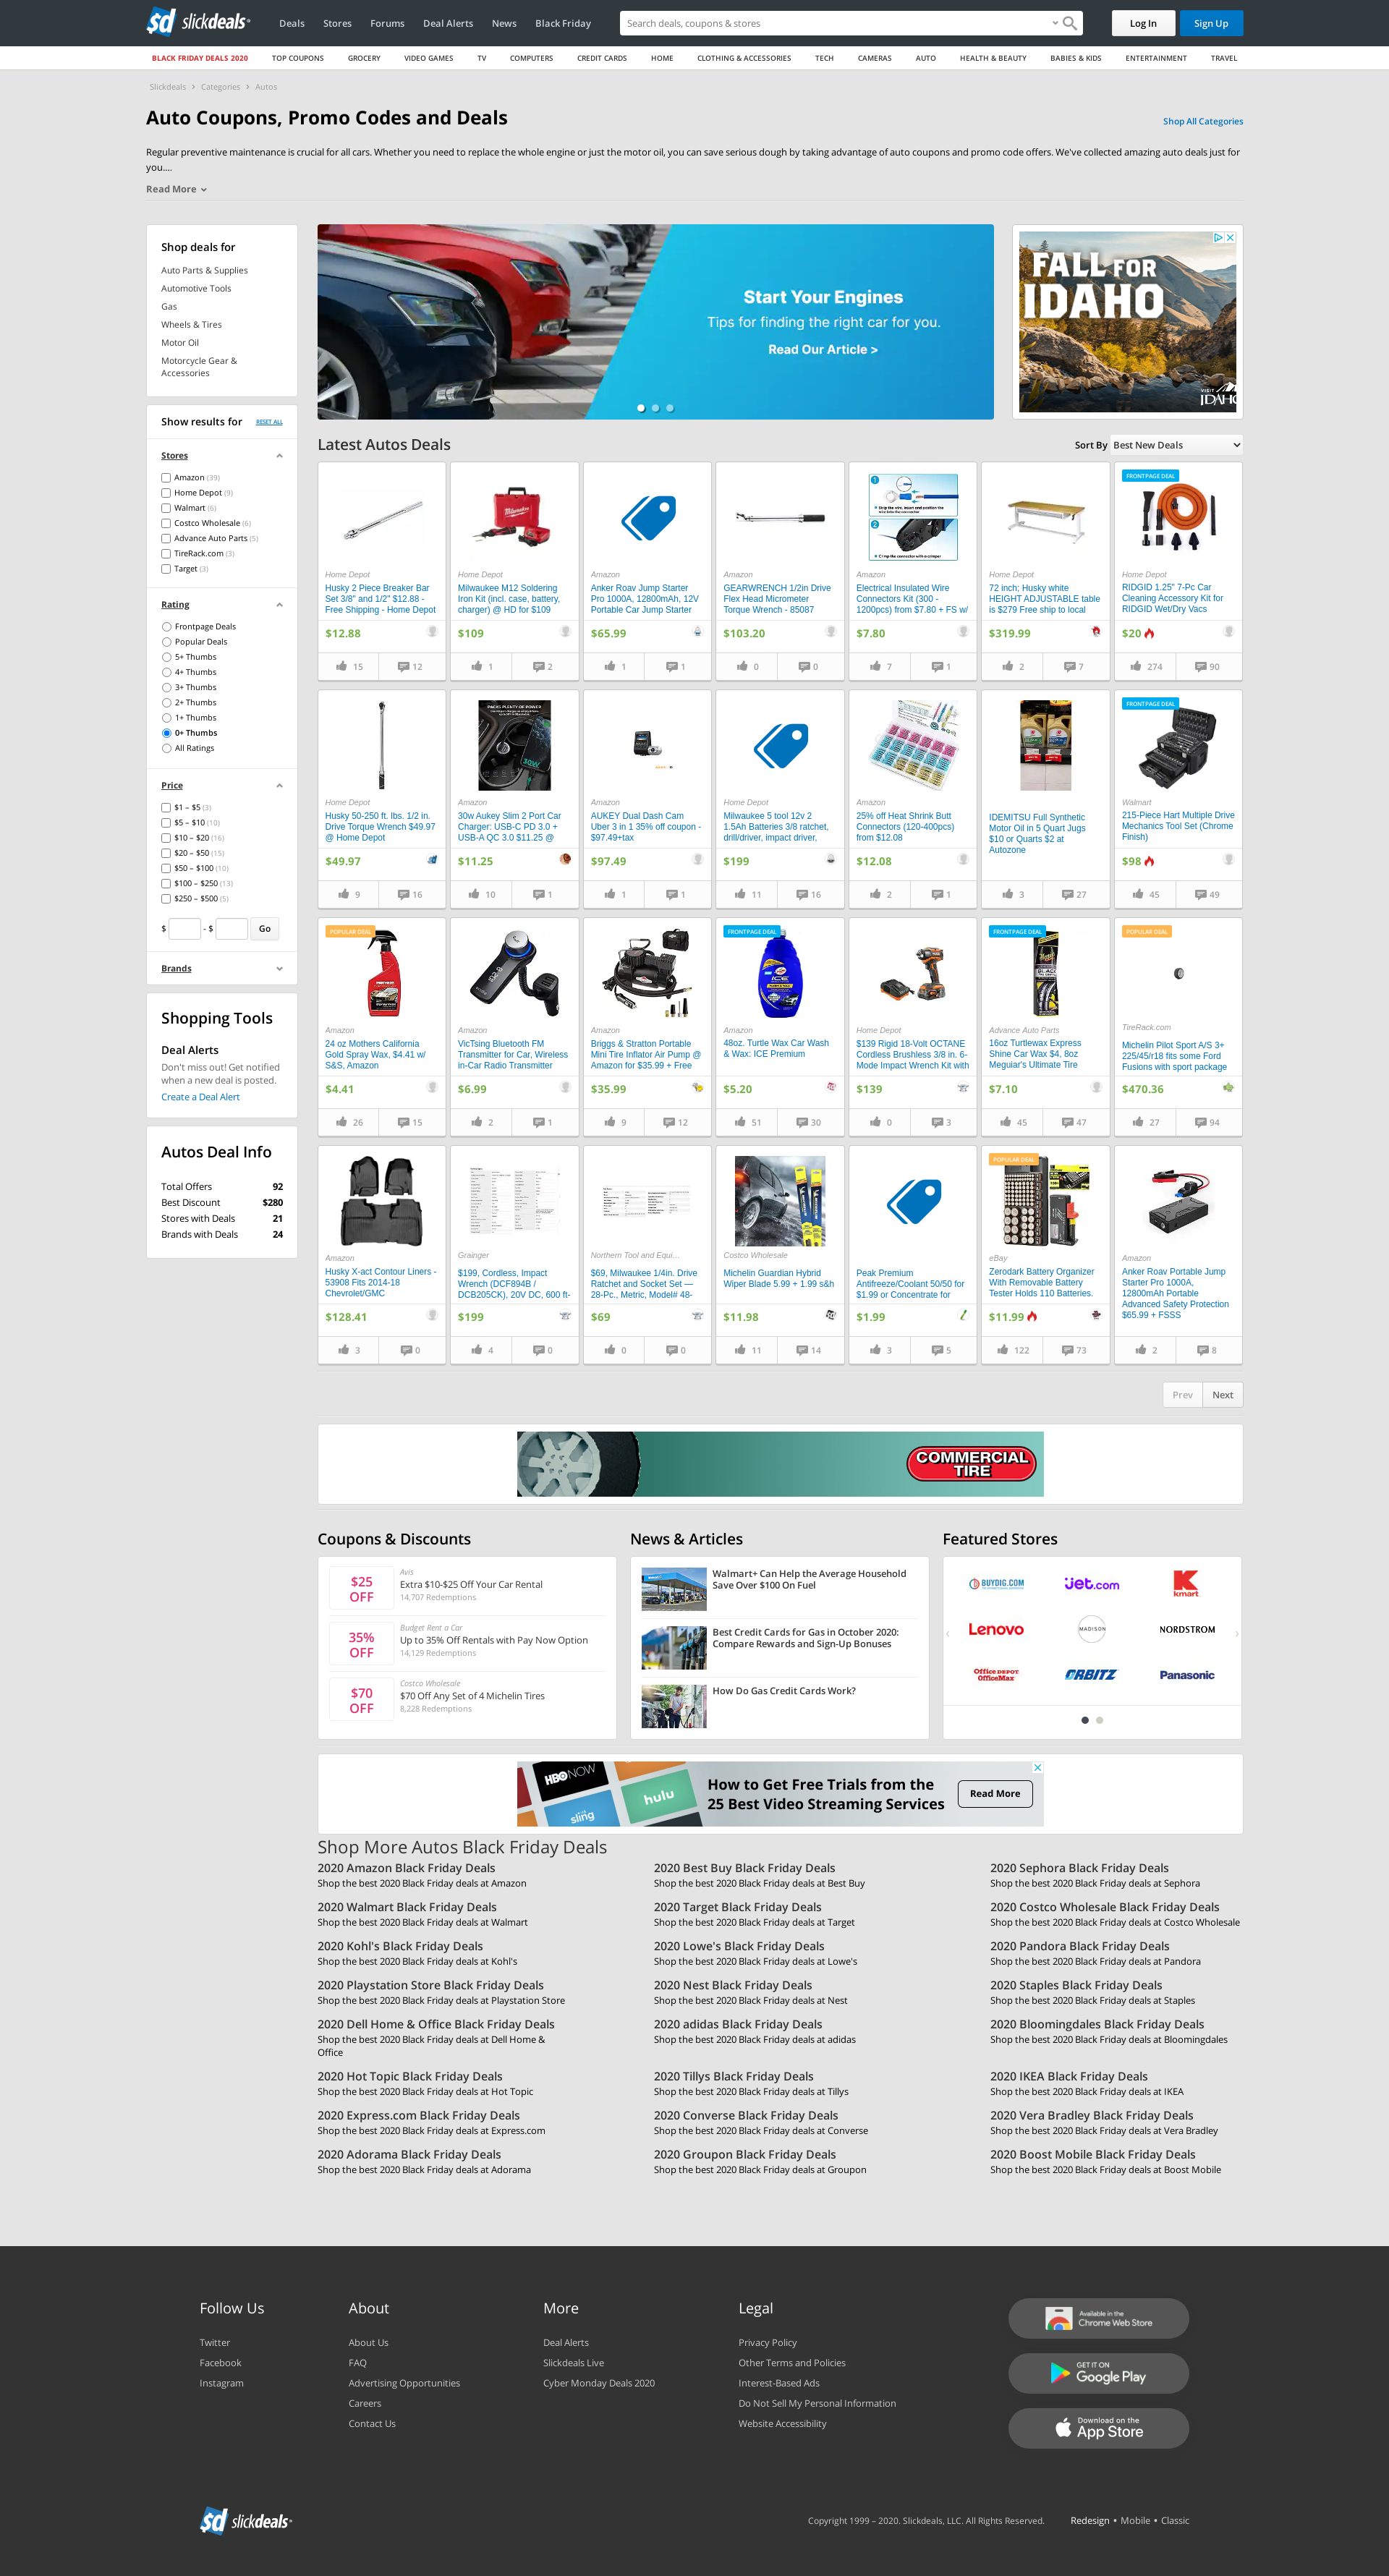 sd slickdeals
Deals Stores Forums Deal Alerts News Black Friday
Search deals, coupons & stores
Log In Sign Up
BLACK FRIDAY DEALS 2020 TOP COUPONS GROCERY VIDEO GAMES TV COMPUTERS CREDIT CARDS HOME CLOTHING & ACCESSORIES TECH CAMERAS AUTO HEALTH & BEAUTY BABIES & KIDS ENTERTAINMENT TRAVEL
Slickdeals › Categories › Autos
Auto Coupons, Promo Codes and Deals
Shop All Categories
Regular preventive maintenance is crucial for all cars. Whether you need to replace the whole engine or just the motor oil, you can save serious dough by taking advantage of auto coupons and promo code offers. We've collected amazing auto deals just for
you....
Read More
Shop deals for
Auto Parts & Supplies
Automotive Tools
Gas
Wheels & Tires
Motor Oil
Motorcycle Gear &
Accessories
Show results for RESET ALL
Stores
Amazon (39)
Home Depot (9)
Walmart (6)
Costco Wholesale (6)
Advance Auto Parts (5)
TireRack.com (3)
Target (3)
Rating
Frontpage Deals
Popular Deals
5+ Thumbs
4+ Thumbs
3+ Thumbs
2+ Thumbs
1+ Thumbs
0+ Thumbs
All Ratings
Price
$1 – $5 (3)
$5 – $10 (10)
$10 – $20 (16)
$20 – $50 (15)
$50 – $100 (10)
$100 – $250 (13)
$250 – $500 (5)
$ - $ Go
Brands
Shopping Tools
Deal Alerts
Don't miss out! Get notified
when a new deal is posted.
Create a Deal Alert
Autos Deal Info
Total Offers 92
Best Discount $280
Stores with Deals 21
Brands with Deals 24
Start Your Engines
Tips for finding the right car for you.
Read Our Article >
FALL FOR
IDAHO
VISIT
IDAHO
Latest Autos Deals
Sort By Best New Deals
Home Depot
Husky 2 Piece Breaker Bar
Set 3/8" and 1/2" $12.88 -
Free Shipping - Home Depot
$12.88
15 12
Milwaukee
Home Depot
Milwaukee M12 Soldering
Iron Kit (incl. case, battery,
charger) @ HD for $109
$109
1 2
Amazon
Anker Roav Jump Starter
Pro 1000A, 12800mAh, 12V
Portable Car Jump Starter
$65.99
1 1
Amazon
GEARWRENCH 1/2in Drive
Flex Head Micrometer
Torque Wrench - 85087
$103.20
0 0
Amazon
Electrical Insulated Wire
Connectors Kit (300 -
1200pcs) from $7.80 + FS w/
$7.80
7 1
Home Depot
72 inch; Husky white
HEIGHT ADJUSTABLE table
is $279 Free ship to local
$319.99
2 7
FRONTPAGE DEAL
Home Depot
RIDGID 1.25" 7-Pc Car
Cleaning Accessory Kit for
RIDGID Wet/Dry Vacs
$20
274 90
Home Depot
Husky 50-250 ft. lbs. 1/2 in.
Drive Torque Wrench $49.97
@ Home Depot
$49.97
9 16
PACKS PLENTY OF POWER
30W
Amazon
30w Aukey Slim 2 Port Car
Charger: USB-C PD 3.0 +
USB-A QC 3.0 $11.25 @
$11.25
10 1
Amazon
AUKEY Dual Dash Cam
Uber 3 in 1 35% off coupon -
$97.49+tax
$97.49
1 1
Home Depot
Milwaukee 5 tool 12v 2
1.5Ah Batteries 3/8 ratchet,
drill/driver, impact driver,
$199
11 16
Amazon
25% off Heat Shrink Butt
Connectors (120-400pcs)
from $12.08
$12.08
2 1
IDEMITSU Full Synthetic
Motor Oil in 5 Quart Jugs
$10 or Quarts $2 at
Autozone
3 27
FRONTPAGE DEAL
Walmart
215-Piece Hart Multiple Drive
Mechanics Tool Set (Chrome
Finish)
$98
45 49
POPULAR DEAL
Amazon
24 oz Mothers California
Gold Spray Wax, $4.41 w/
S&S, Amazon
$4.41
26 15
Amazon
VicTsing Bluetooth FM
Transmitter for Car, Wireless
in-Car Radio Transmitter
$6.99
2 1
Amazon
Briggs & Stratton Portable
Mini Tire Inflator Air Pump @
Amazon for $35.99 + Free
$35.99
9 12
FRONTPAGE DEAL
ICE
Amazon
48oz. Turtle Wax Car Wash
& Wax: ICE Premium
$5.20
51 30
Home Depot
$139 Rigid 18-Volt OCTANE
Cordless Brushless 3/8 in. 6-
Mode Impact Wrench Kit with
$139
0 3
FRONTPAGE DEAL
BLACK
Advance Auto Parts
16oz Turtlewax Express
Shine Car Wax $4, 8oz
Meguiar's Ultimate Tire
$7.10
45 47
POPULAR DEAL
TireRack.com
Michelin Pilot Sport A/S 3+
225/45/r18 fits some Ford
Fusions with sport package
$470.36
27 94
Amazon
Husky X-act Contour Liners -
53908 Fits 2014-18
Chevrolet/GMC
$128.41
3 0
Grainger
$199, Cordless, Impact
Wrench (DCF894B /
DCB205CK), 20V DC, 600 ft-
$199
4 0
Northern Tool and Equi...
$69, Milwaukee 1/4in. Drive
Ratchet and Socket Set —
28-Pc., Metric, Model# 48-
$69
0 0
Costco Wholesale
Michelin Guardian Hybrid
Wiper Blade 5.99 + 1.99 s&h
$11.98
11 14
Peak Premium
Antifreeze/Coolant 50/50 for
$1.99 or Concentrate for
$1.99
3 5
POPULAR DEAL
eBay
Zerodark Battery Organizer
With Removable Battery
Tester Holds 110 Batteries.
$11.99
122 73
Amazon
Anker Roav Portable Jump
Starter Pro 1000A,
12800mAh Portable
Advanced Safety Protection
$65.99 + FSSS
2 8
Prev Next
COMMERCIAL
TIRE
Coupons & Discounts
$25
OFF
Avis
Extra $10-$25 Off Your Car Rental
14,707 Redemptions
35%
OFF
Budget Rent a Car
Up to 35% Off Rentals with Pay Now Option
14,129 Redemptions
$70
OFF
Costco Wholesale
$70 Off Any Set of 4 Michelin Tires
8,228 Redemptions
News & Articles
Walmart+ Can Help the Average Household
Save Over $100 On Fuel
Best Credit Cards for Gas in October 2020:
Compare Rewards and Sign-Up Bonuses
How Do Gas Credit Cards Work?
Featured Stores
BUYDIG.COM jet.com Kmart
Lenovo MADISON NORDSTROM
Office DEPOT
OfficeMax ORBITZ Panasonic
HBO NOW
hulu
sling
How to Get Free Trials from the
25 Best Video Streaming Services
Read More
Shop More Autos Black Friday Deals
2020 Amazon Black Friday Deals
Shop the best 2020 Black Friday deals at Amazon
2020 Best Buy Black Friday Deals
Shop the best 2020 Black Friday deals at Best Buy
2020 Sephora Black Friday Deals
Shop the best 2020 Black Friday deals at Sephora
2020 Walmart Black Friday Deals
Shop the best 2020 Black Friday deals at Walmart
2020 Target Black Friday Deals
Shop the best 2020 Black Friday deals at Target
2020 Costco Wholesale Black Friday Deals
Shop the best 2020 Black Friday deals at Costco Wholesale
2020 Kohl's Black Friday Deals
Shop the best 2020 Black Friday deals at Kohl's
2020 Lowe's Black Friday Deals
Shop the best 2020 Black Friday deals at Lowe's
2020 Pandora Black Friday Deals
Shop the best 2020 Black Friday deals at Pandora
2020 Playstation Store Black Friday Deals
Shop the best 2020 Black Friday deals at Playstation Store
2020 Nest Black Friday Deals
Shop the best 2020 Black Friday deals at Nest
2020 Staples Black Friday Deals
Shop the best 2020 Black Friday deals at Staples
2020 Dell Home & Office Black Friday Deals
Shop the best 2020 Black Friday deals at Dell Home &
Office
2020 adidas Black Friday Deals
Shop the best 2020 Black Friday deals at adidas
2020 Bloomingdales Black Friday Deals
Shop the best 2020 Black Friday deals at Bloomingdales
2020 Hot Topic Black Friday Deals
Shop the best 2020 Black Friday deals at Hot Topic
2020 Tillys Black Friday Deals
Shop the best 2020 Black Friday deals at Tillys
2020 IKEA Black Friday Deals
Shop the best 2020 Black Friday deals at IKEA
2020 Express.com Black Friday Deals
Shop the best 2020 Black Friday deals at Express.com
2020 Converse Black Friday Deals
Shop the best 2020 Black Friday deals at Converse
2020 Vera Bradley Black Friday Deals
Shop the best 2020 Black Friday deals at Vera Bradley
2020 Adorama Black Friday Deals
Shop the best 2020 Black Friday deals at Adorama
2020 Groupon Black Friday Deals
Shop the best 2020 Black Friday deals at Groupon
2020 Boost Mobile Black Friday Deals
Shop the best 2020 Black Friday deals at Boost Mobile
Follow Us
Twitter
Facebook
Instagram
About
About Us
FAQ
Advertising Opportunities
Careers
Contact Us
More
Deal Alerts
Slickdeals Live
Cyber Monday Deals 2020
Legal
Privacy Policy
Other Terms and Policies
Interest-Based Ads
Do Not Sell My Personal Information
Website Accessibility
Available in the
Chrome Web Store
GET IT ON
Google Play
Download on the
App Store
sd slickdeals
Copyright 1999 – 2020. Slickdeals, LLC. All Rights Reserved. Redesign • Mobile • Classic